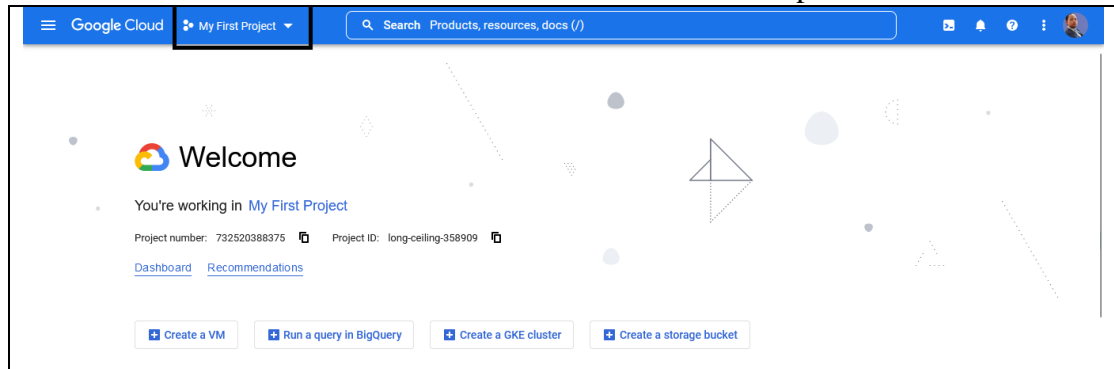 Google Cloud My First Project Search Products, resources, docs (/)
Welcome
You're working in My First Project
Project number: 732520388375 Project ID: long-ceiling-358909
Dashboard Recommendations
Create a VM Run a query in BigQuery Create a GKE cluster Create a storage bucket